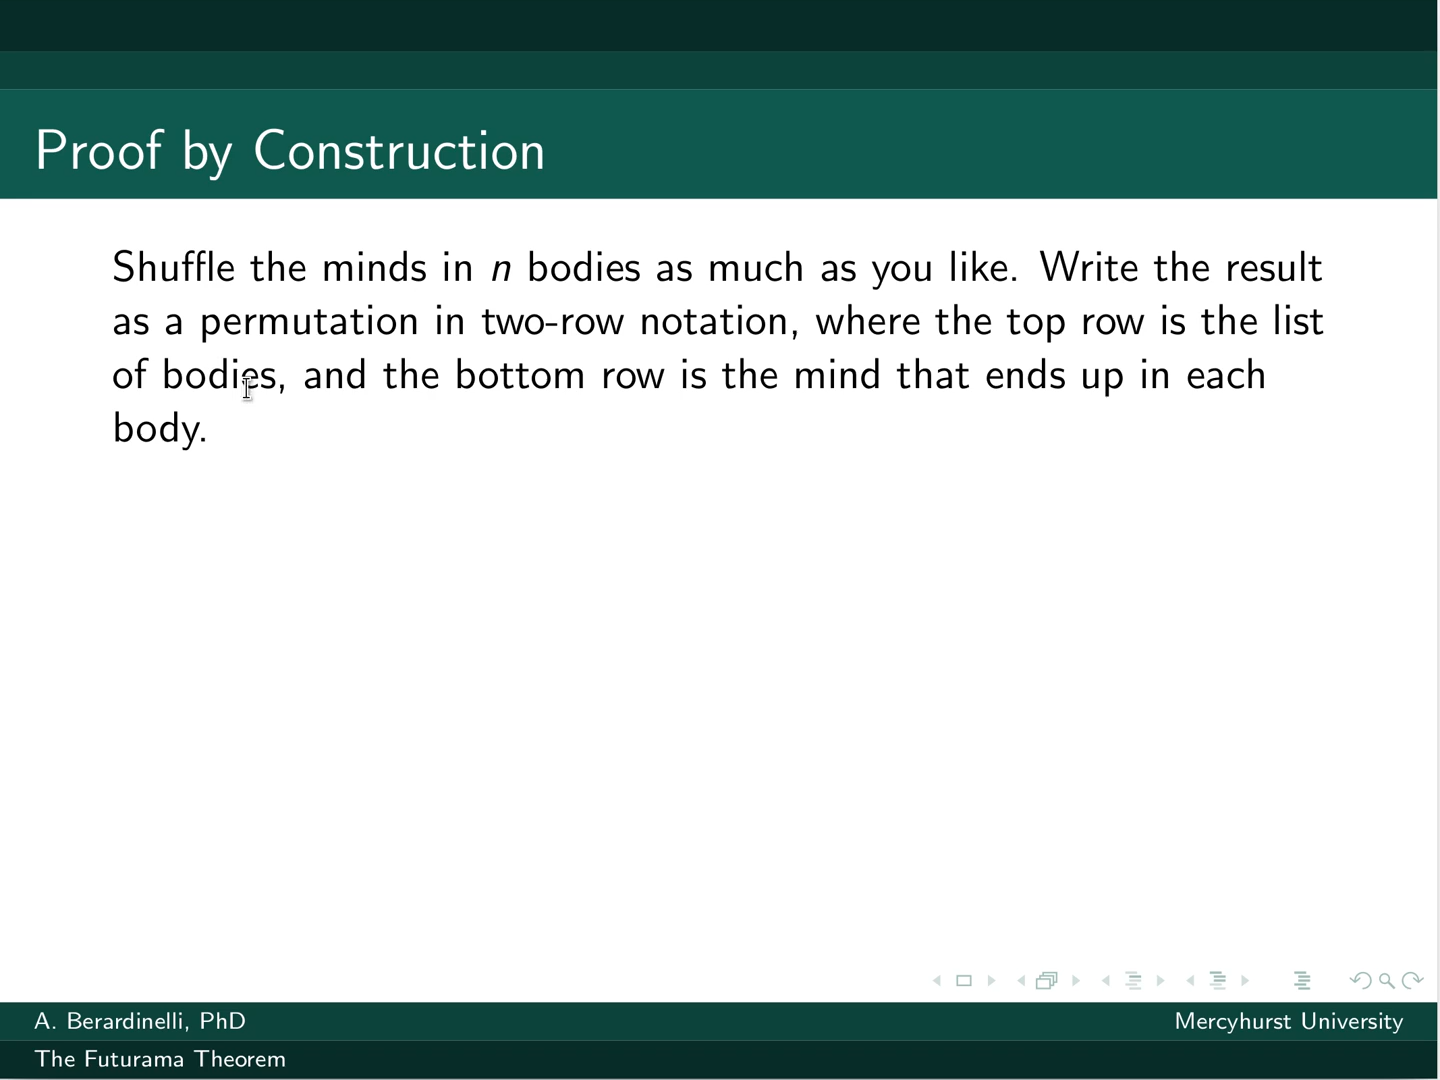 Proof by Construction
Shuffle the minds in n bodies as much as you like. Write the result
as a permutation in two-row notation, where the top row is the list
of bodies, and the bottom row is the mind that ends up in each
body.
A. Berardinelli, PhD
Mercyhurst University
The Futurama Theorem